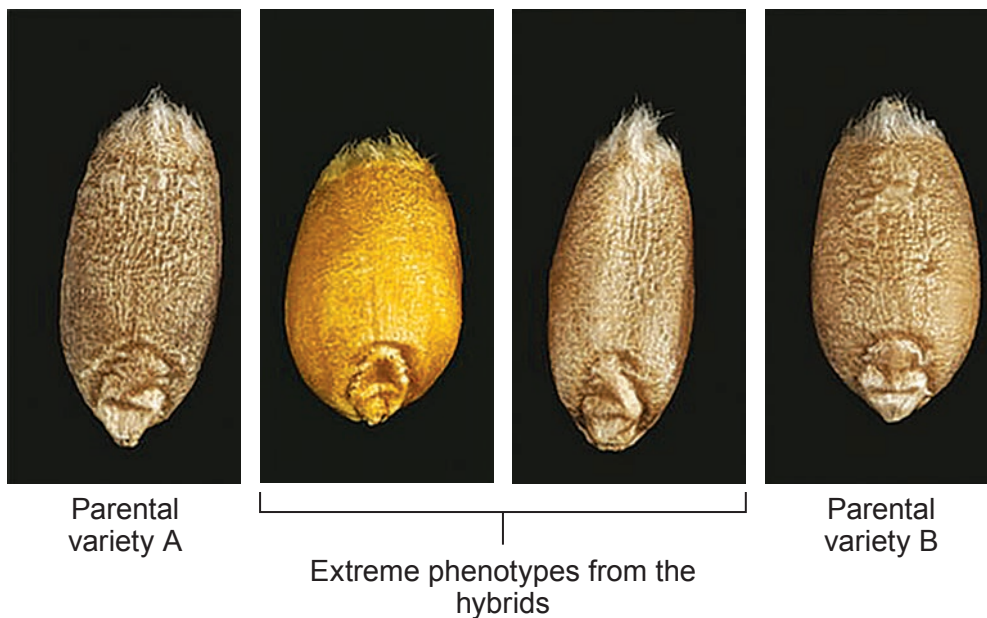 Parental
variety A
Extreme phenotypes from the
hybrids
Parental
variety B